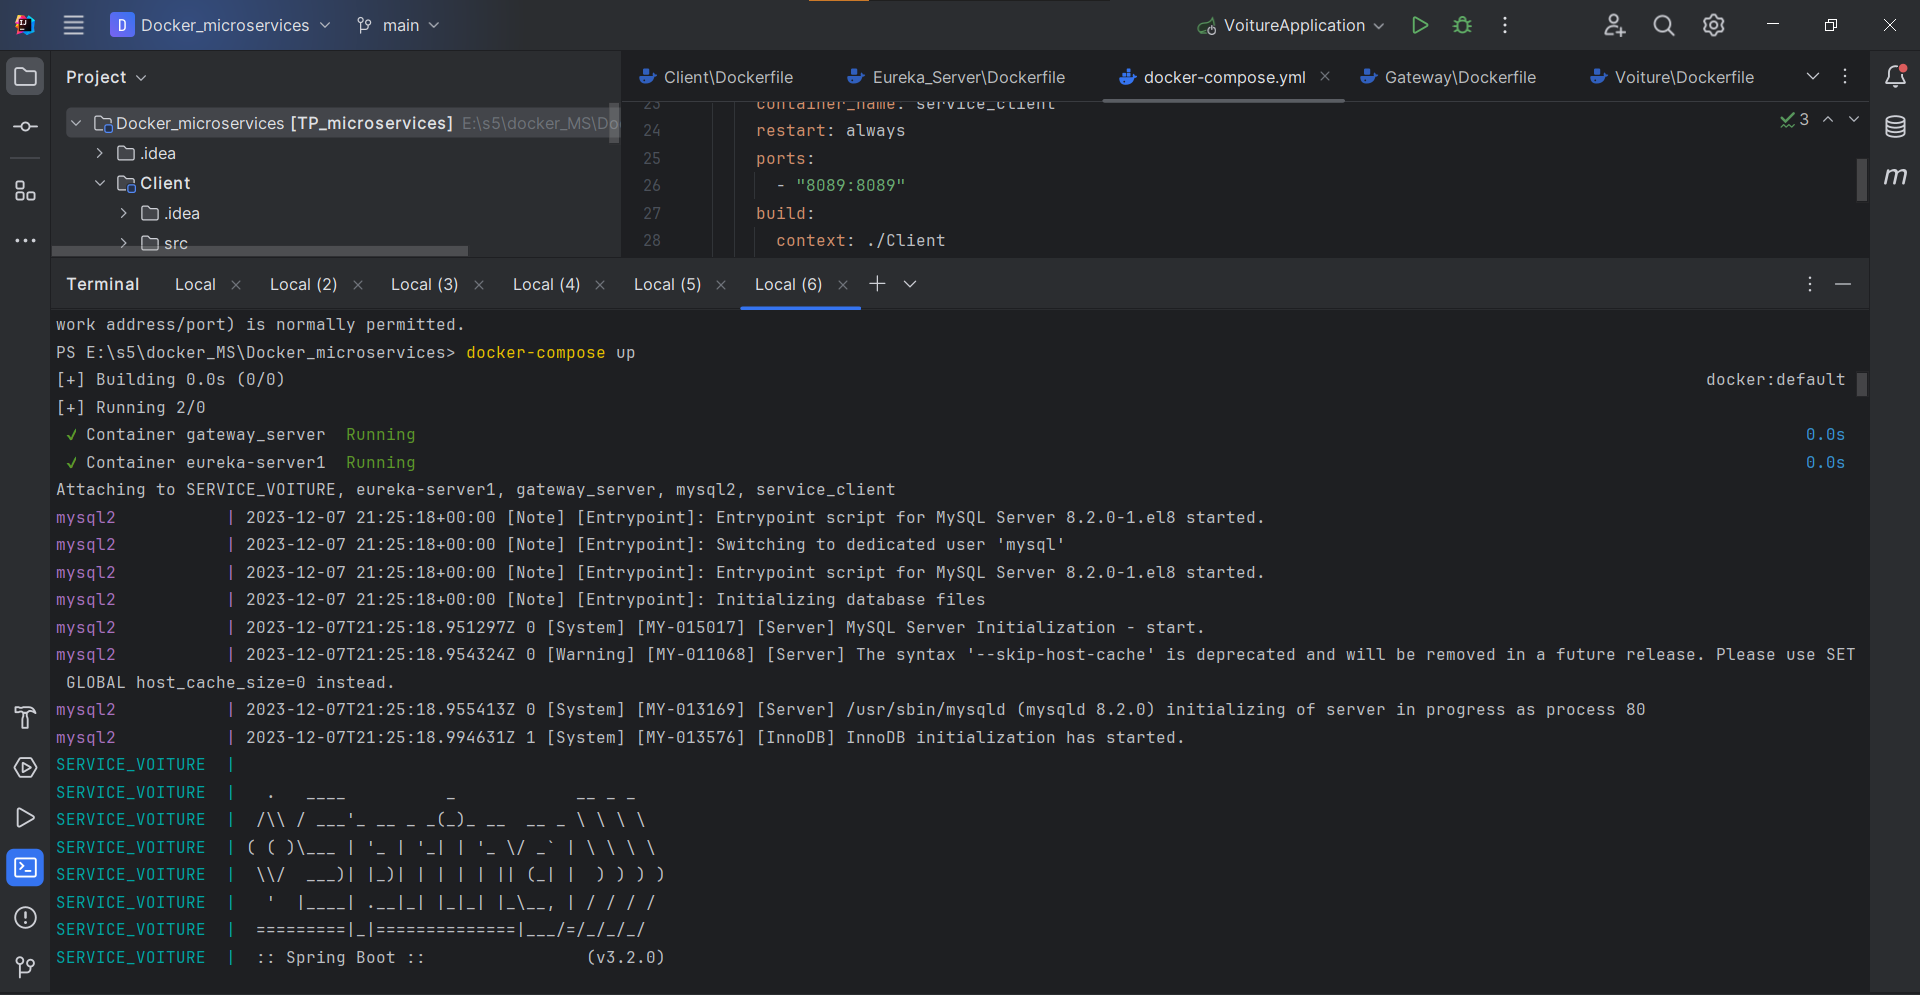 D Docker_microservices main VoitureApplication
Project
Client\Dockerfile Eureka_Server\Dockerfile docker-compose.yml Gateway\Dockerfile Voiture\Dockerfile
Docker_microservices [TP_microservices] E:\s5\docker_MS\Do
.idea
Client
.idea
src
23 container_name: service_client
24 restart: always
25 ports:
26 - "8089:8089"
27 build:
28 context: ./Client
3
m
Terminal Local Local (2) Local (3) Local (4) Local (5) Local (6)
work address/port) is normally permitted.
PS E:\s5\docker_MS\Docker_microservices> docker-compose up
[+] Building 0.0s (0/0) docker:default
[+] Running 2/0
✓ Container gateway_server Running 0.0s
✓ Container eureka-server1 Running 0.0s
Attaching to SERVICE_VOITURE, eureka-server1, gateway_server, mysql2, service_client
mysql2 | 2023-12-07 21:25:18+00:00 [Note] [Entrypoint]: Entrypoint script for MySQL Server 8.2.0-1.el8 started.
mysql2 | 2023-12-07 21:25:18+00:00 [Note] [Entrypoint]: Switching to dedicated user 'mysql'
mysql2 | 2023-12-07 21:25:18+00:00 [Note] [Entrypoint]: Entrypoint script for MySQL Server 8.2.0-1.el8 started.
mysql2 | 2023-12-07 21:25:18+00:00 [Note] [Entrypoint]: Initializing database files
mysql2 | 2023-12-07T21:25:18.951297Z 0 [System] [MY-015017] [Server] MySQL Server Initialization - start.
mysql2 | 2023-12-07T21:25:18.954324Z 0 [Warning] [MY-011068] [Server] The syntax '--skip-host-cache' is deprecated and will be removed in a future release. Please use SET
GLOBAL host_cache_size=0 instead.
mysql2 | 2023-12-07T21:25:18.955413Z 0 [System] [MY-013169] [Server] /usr/sbin/mysqld (mysqld 8.2.0) initializing of server in progress as process 80
mysql2 | 2023-12-07T21:25:18.994631Z 1 [System] [MY-013576] [InnoDB] InnoDB initialization has started.
SERVICE_VOITURE |
SERVICE_VOITURE |   .   ____          _            __ _ _
SERVICE_VOITURE |  /\\ / ___'_ __ _ _(_)_ __  __ _ \ \ \ \
SERVICE_VOITURE | ( ( )\___ | '_ | '_| | '_ \/ _` | \ \ \ \
SERVICE_VOITURE |  \\/  ___)| |_)| | | | | || (_| |  ) ) ) )
SERVICE_VOITURE |   '  |____| .__|_| |_|_| |_\__, | / / / /
SERVICE_VOITURE |  =========|_|==============|___/=/_/_/_/
SERVICE_VOITURE |  :: Spring Boot ::                (v3.2.0)